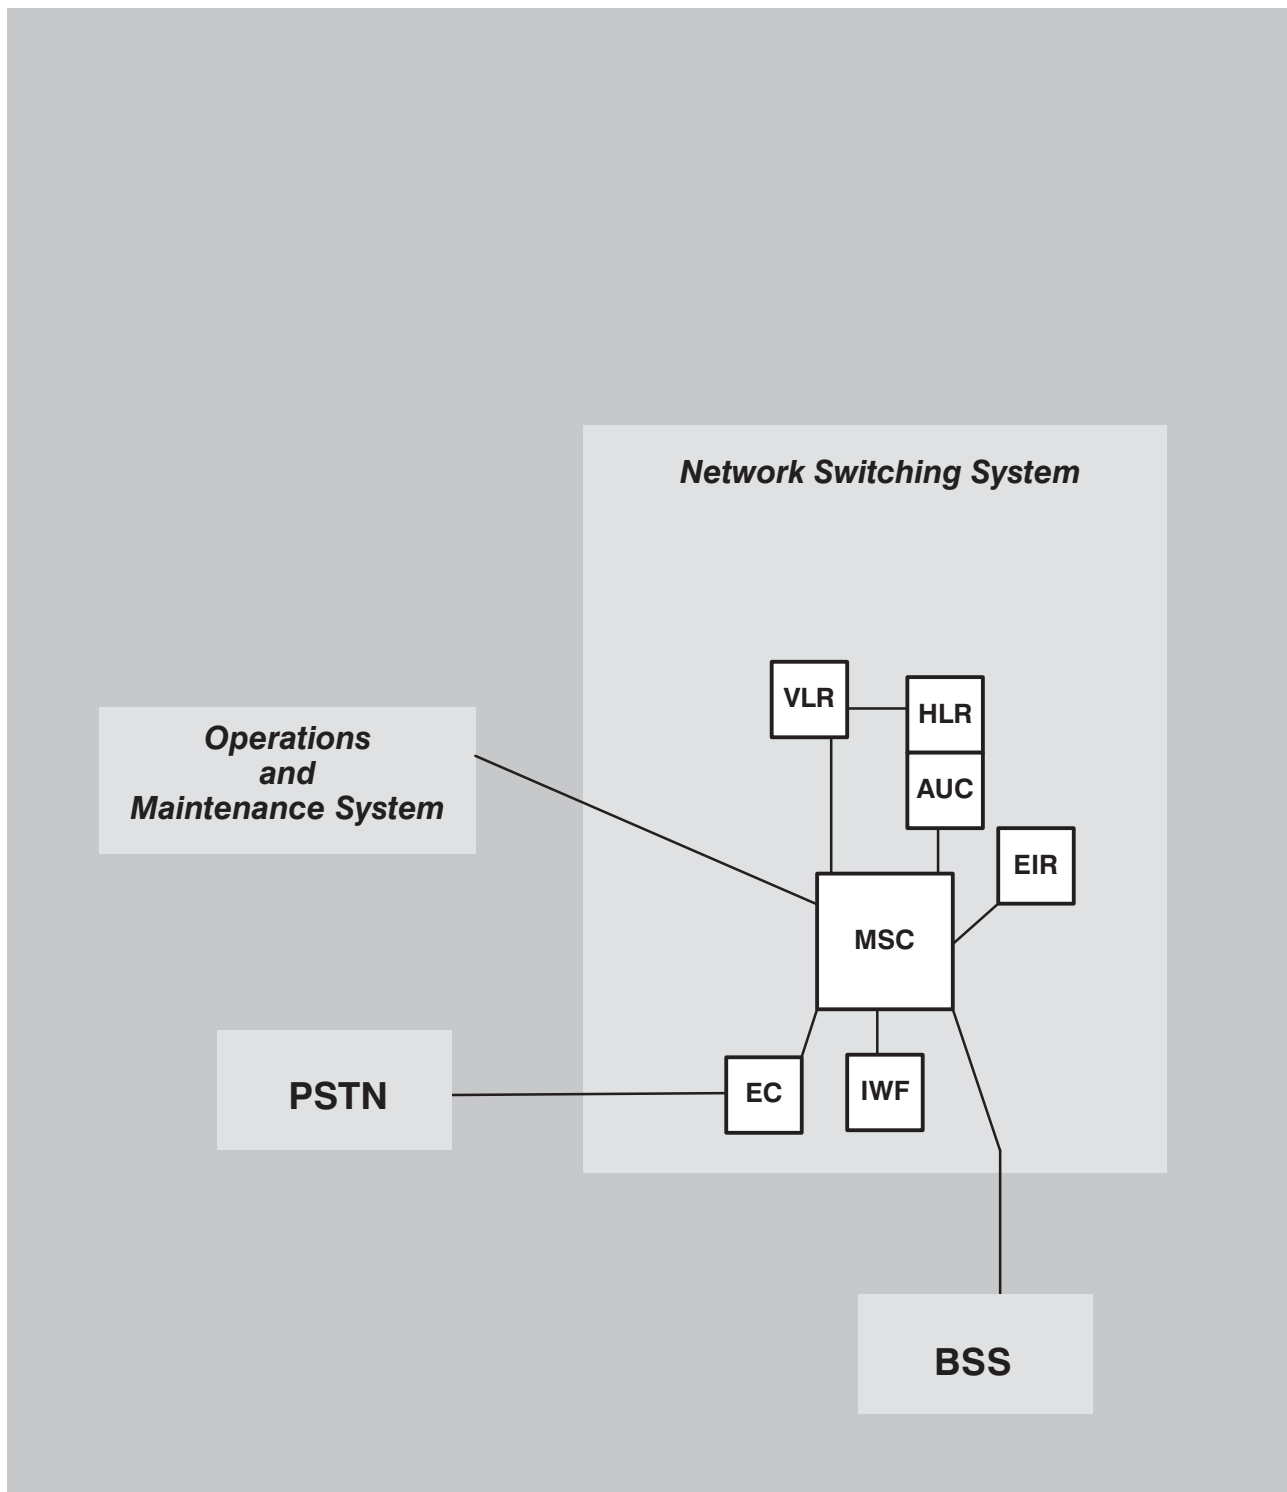 Network Switching System
VLR
HLR
Operations
and
Maintenance System
AUC
EIR
MSC
EC
IWF
PSTN
BSS